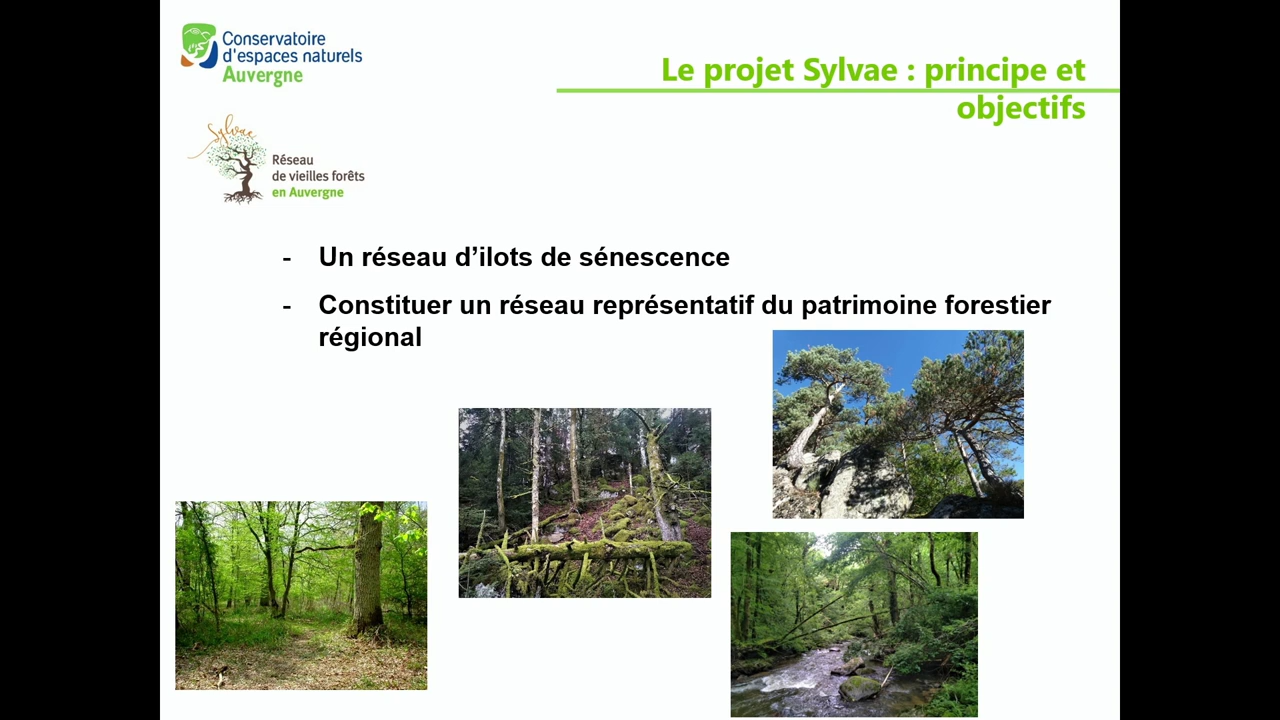 Conservatoire
d'espaces naturels
Auvergne
Le projet Sylvae : principe et
objectifs
Sylvae
Réseau
de vieilles forêts
en Auvergne
- Un réseau d’ilots de sénescence
- Constituer un réseau représentatif du patrimoine forestier
régional